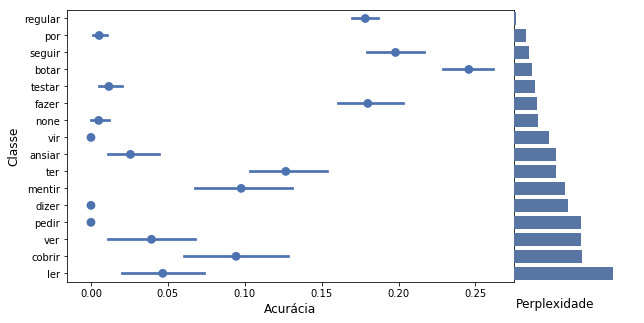 regular
por
seguir
botar
testar
fazer
none
vir
ansiar
ter
mentir
dizer
pedir
ver
cobrir
ler
Classe
0.00 0.05 0.10 0.15 0.20 0.25
Acurácia
Perplexidade